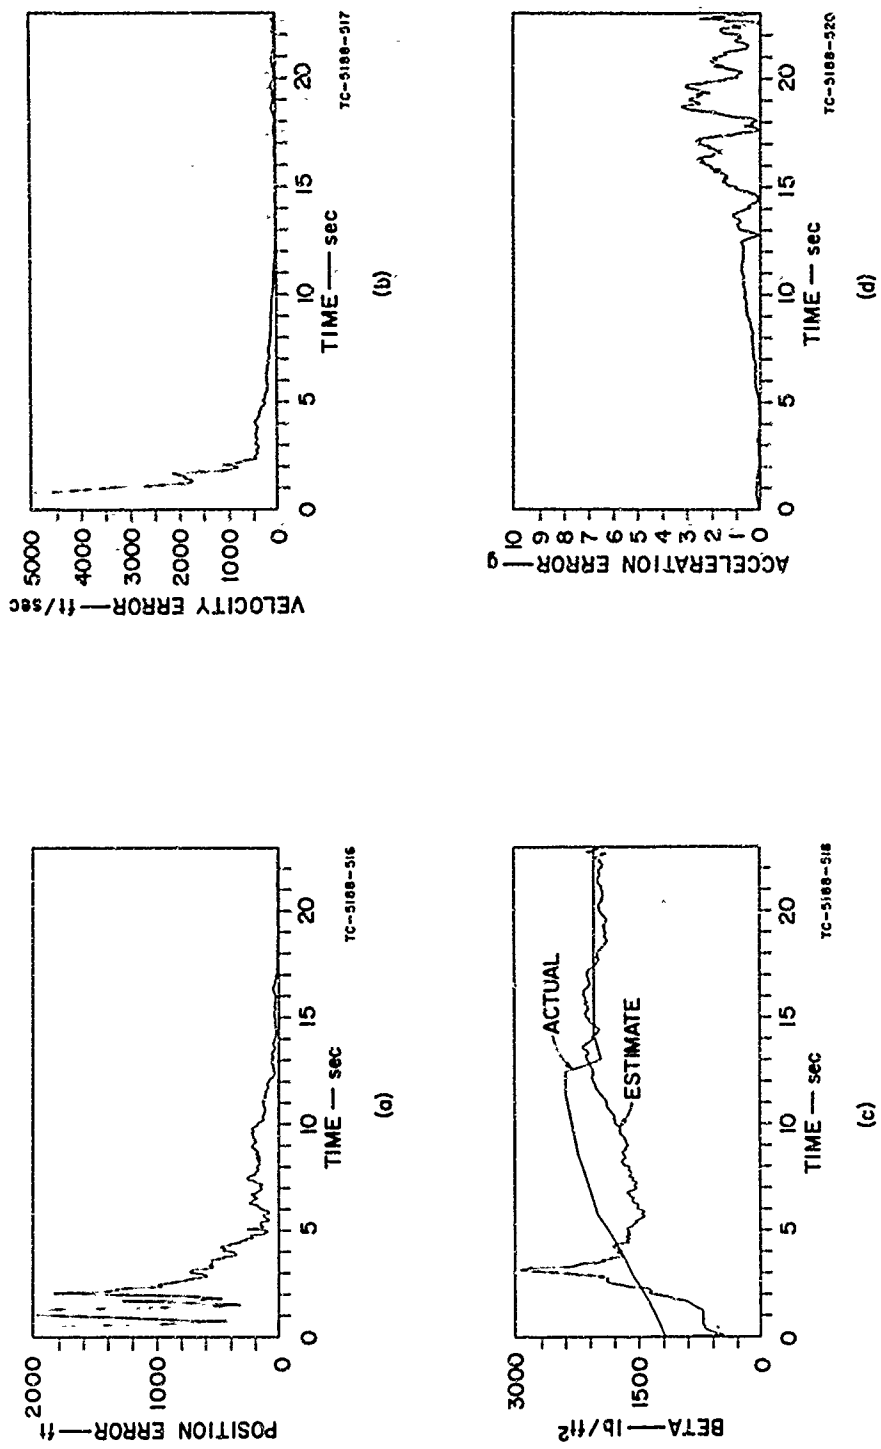 POSITION ERROR — ft
2000
1000
0
0 5 10 15 20
TIME — sec
TC-5188-516
(a)
VELOCITY ERROR — ft/sec
5000
4000
3000
2000
1000
0
0 5 10 15 20
TIME — sec
TC-5188-517
(b)
BETA — lb/ft²
3000
1500
0
ACTUAL
ESTIMATE
0 5 10 15 20
TIME — sec
TC-5188-518
(c)
ACCELERATION ERROR — g
10
9
8
7
6
5
4
3
2
1
0
0 5 10 15 20
TIME — sec
TC-5188-520
(d)